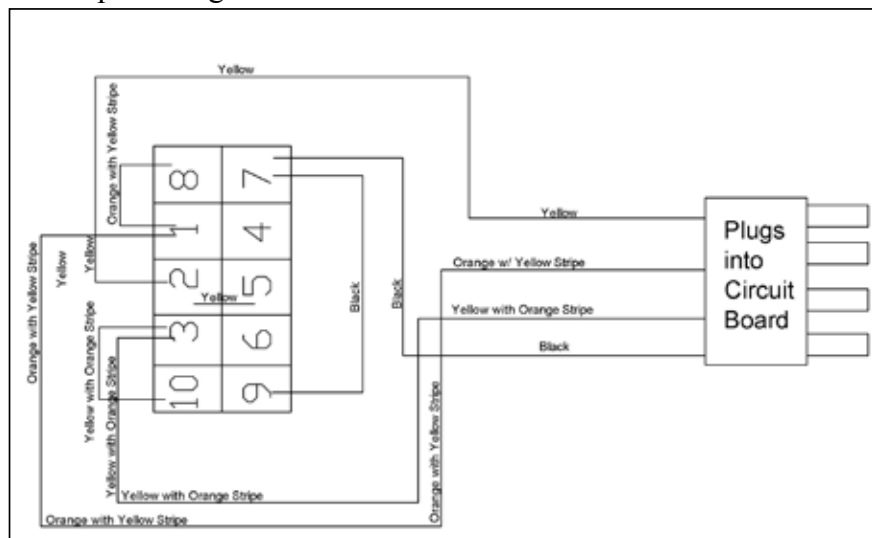 Yellow
Orange with Yellow Stripe
8
7
1
4
2
5
Yellow
3
6
10
9
Orange with Yellow Stripe
Yellow
Yellow
Yellow with Orange Stripe
Yellow with Orange Stripe
Black
Black
Yellow
Orange w/ Yellow Stripe
Yellow with Orange Stripe
Black
Plugs
into
Circuit
Board
Orange with Yellow Stripe
Yellow with Orange Stripe
Orange with Yellow Stripe